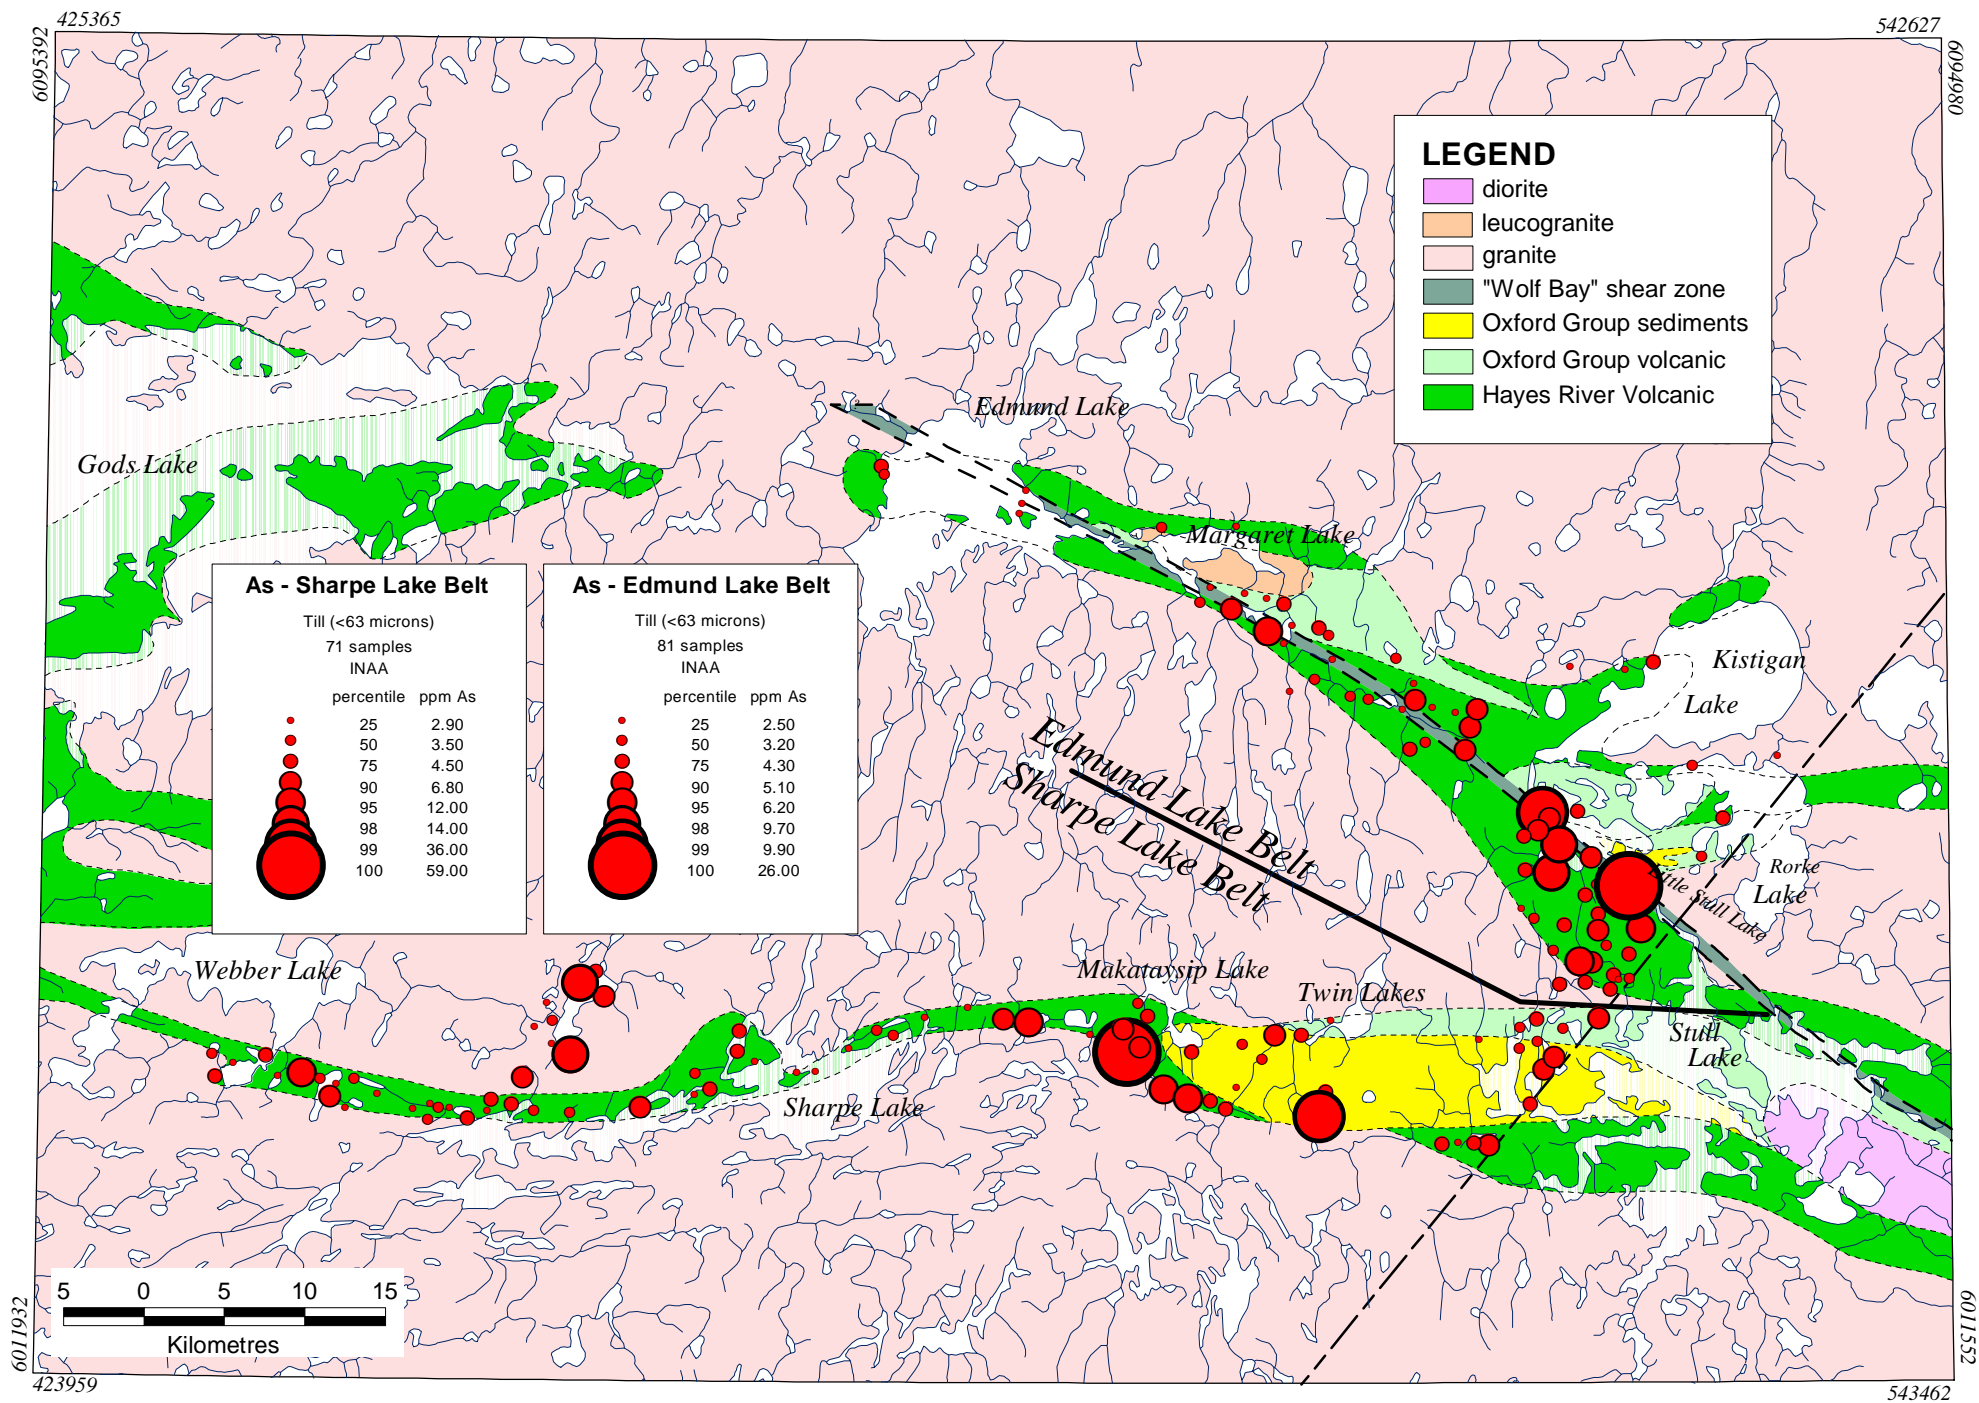 425365
542627
6095392
6094980
LEGEND
diorite
leucogranite
granite
"Wolf Bay" shear zone
Oxford Group sediments
Oxford Group volcanic
Hayes River Volcanic
Edmund Lake
Gods Lake
Margaret Lake
Kistigan
Lake
As - Sharpe Lake Belt
Till (<63 microns)
71 samples
INAA
percentile ppm As
25 2.90
50 3.50
75 4.50
90 6.80
95 12.00
98 14.00
99 36.00
100 59.00
As - Edmund Lake Belt
Till (<63 microns)
81 samples
INAA
percentile ppm As
25 2.50
50 3.20
75 4.30
90 5.10
95 6.20
98 9.70
99 9.90
100 26.00
Edmund Lake Belt
Sharpe Lake Belt
Rorke
Lake
Little Stull Lake
Webber Lake
Makataysip Lake
Twin Lakes
Stull
Lake
Sharpe Lake
5 0 5 10 15
Kilometres
6011932
6011552
423959
543462